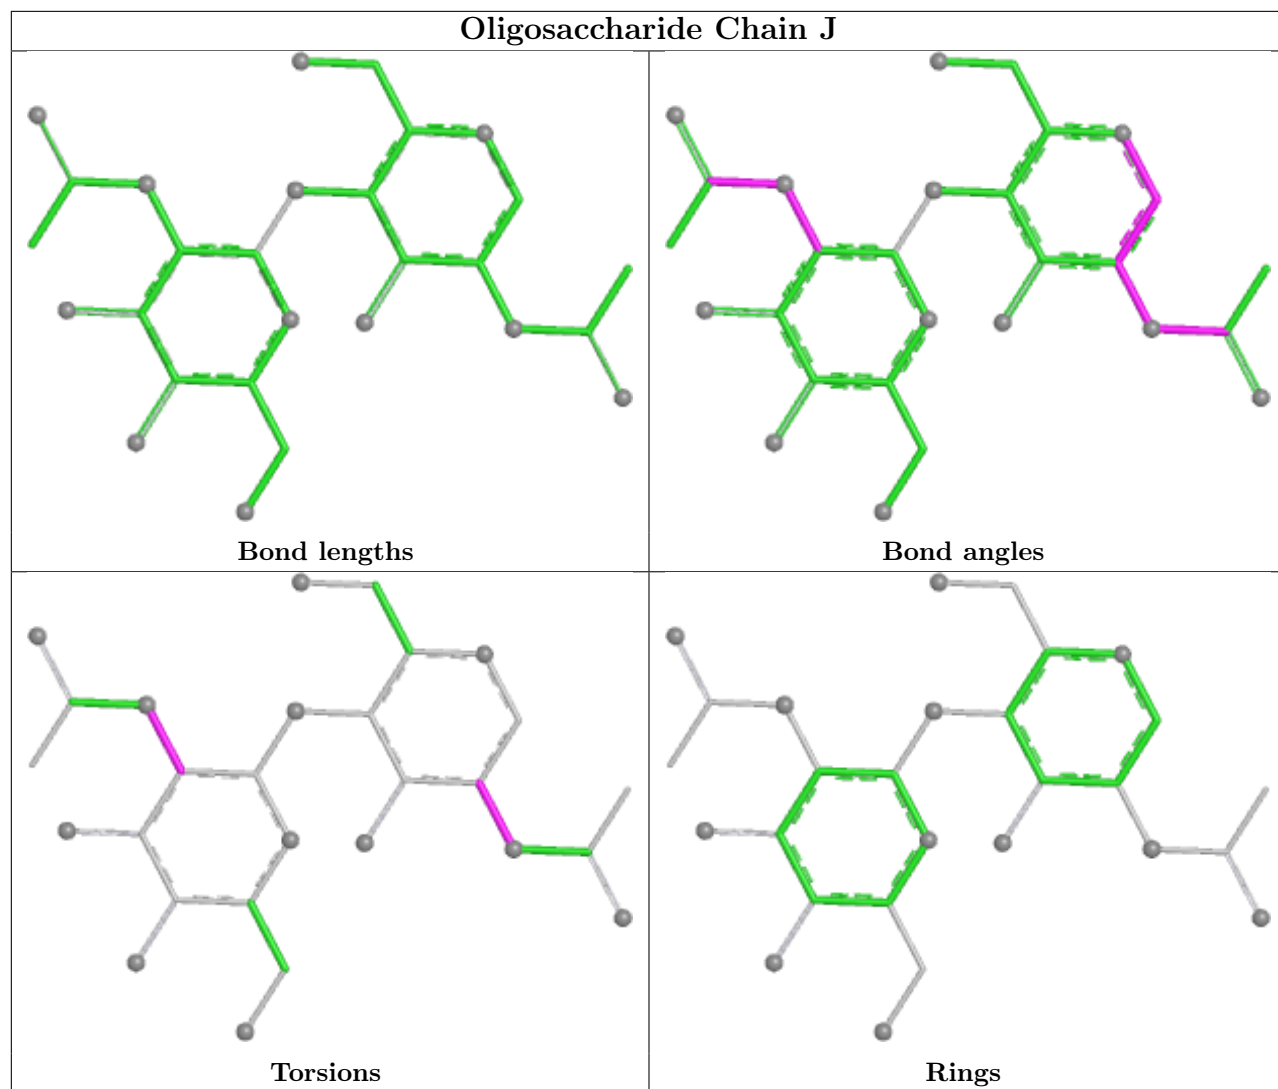 Oligosaccharide Chain J
Bond lengths
Bond angles
Torsions
Rings